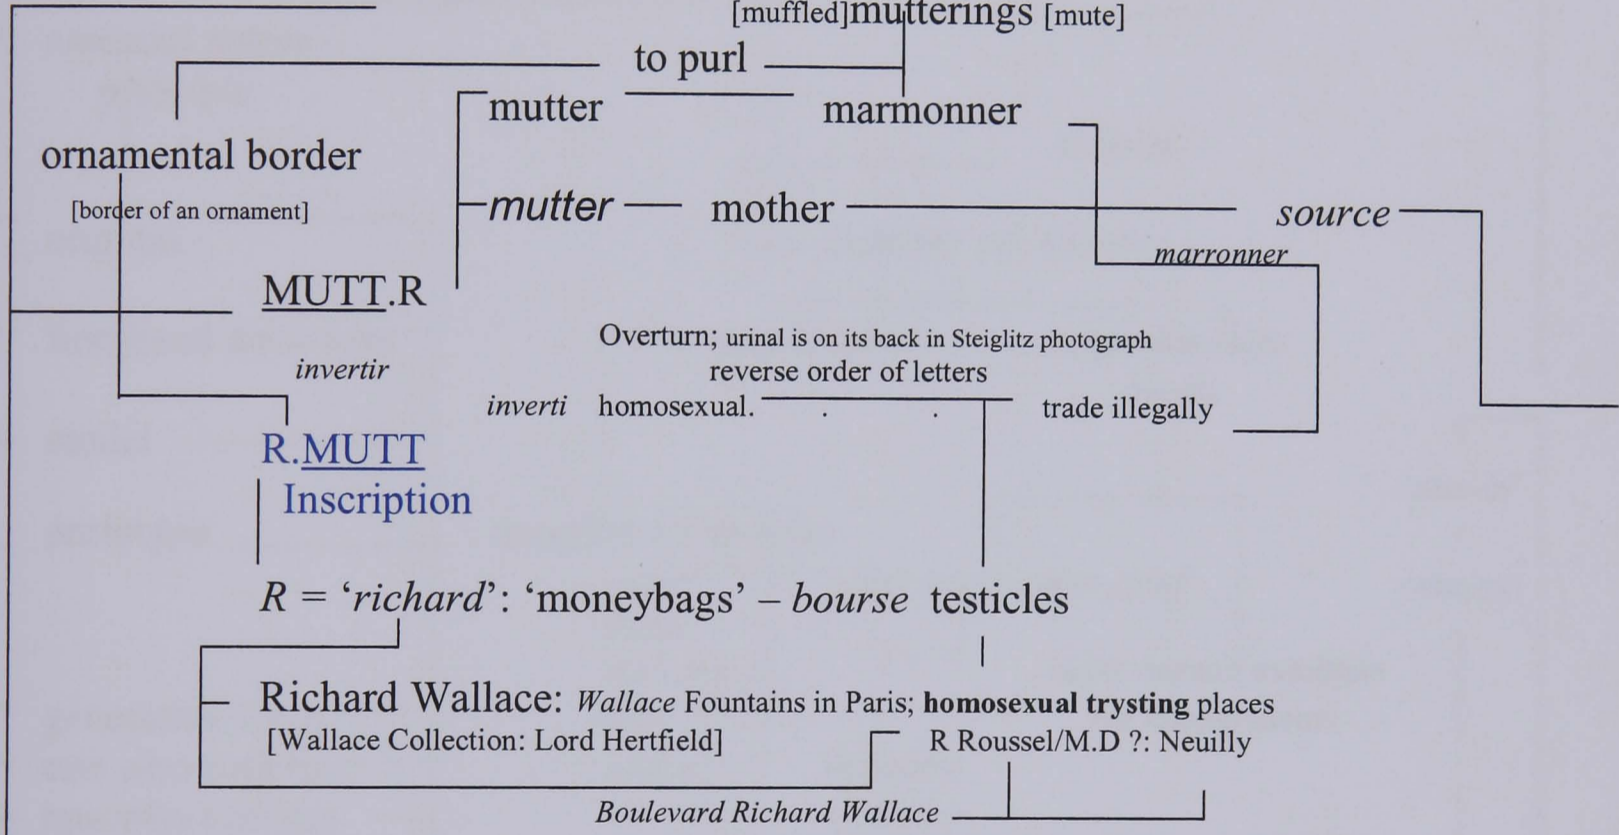 [muffled]mutterings [mute]
to purl
mutter marmonner
ornamental border
[border of an ornament]
mutter mother source
marronner
MUTT.R
Overturn; urinal is on its back in Steiglitz photograph
invertir reverse order of letters
inverti homosexual. . . trade illegally
R.MUTT
Inscription
R = ‘richard’: ‘moneybags’ – bourse testicles
Richard Wallace: Wallace Fountains in Paris; homosexual trysting places
[Wallace Collection: Lord Hertfield] R Roussel/M.D ?: Neuilly
Boulevard Richard Wallace